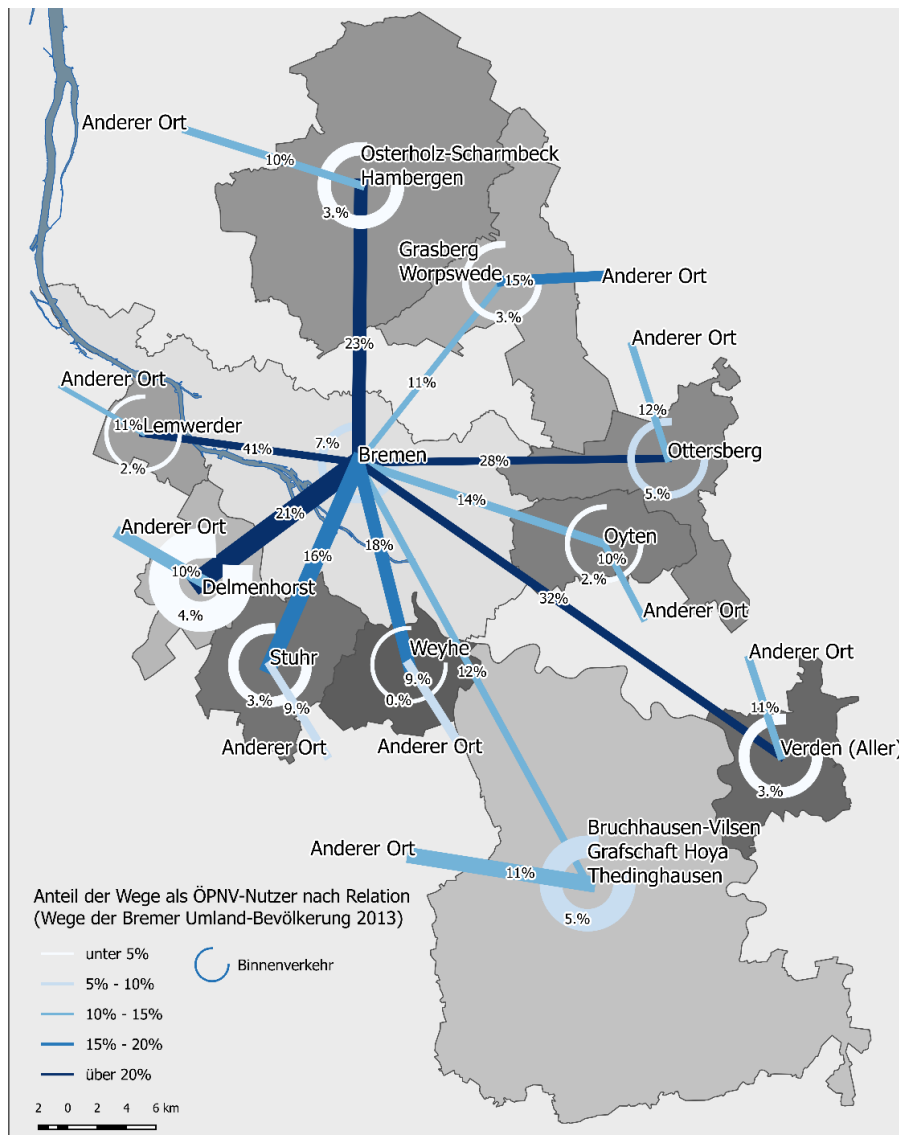 Anderer Ort
10%
Osterholz-Scharmbeck
Hambergen
3.%
Grasberg
Worpswede
15%
Anderer Ort
3.%
23%
11%
Anderer Ort
12%
Anderer Ort
11%
Lemwerder
2.%
41%
7.%
Bremen
28%
Ottersberg
5.%
14%
Oyten
10%
2.%
Anderer Ort
21%
Anderer Ort
10%
Delmenhorst
4.%
16%
18%
32%
Stuhr
3.%
9.%
Anderer Ort
Weyhe
9.%
0.%
Anderer Ort
12%
Anderer Ort
11%
Verden (Aller)
3.%
Bruchhausen-Vilsen
Grafschaft Hoya
Thedinghausen
Anderer Ort
11%
5.%
Anteil der Wege als ÖPNV-Nutzer nach Relation
(Wege der Bremer Umland-Bevölkerung 2013)
unter 5%
5% - 10%
10% - 15%
15% - 20%
über 20%
Binnenverkehr
2 0 2 4 6 km